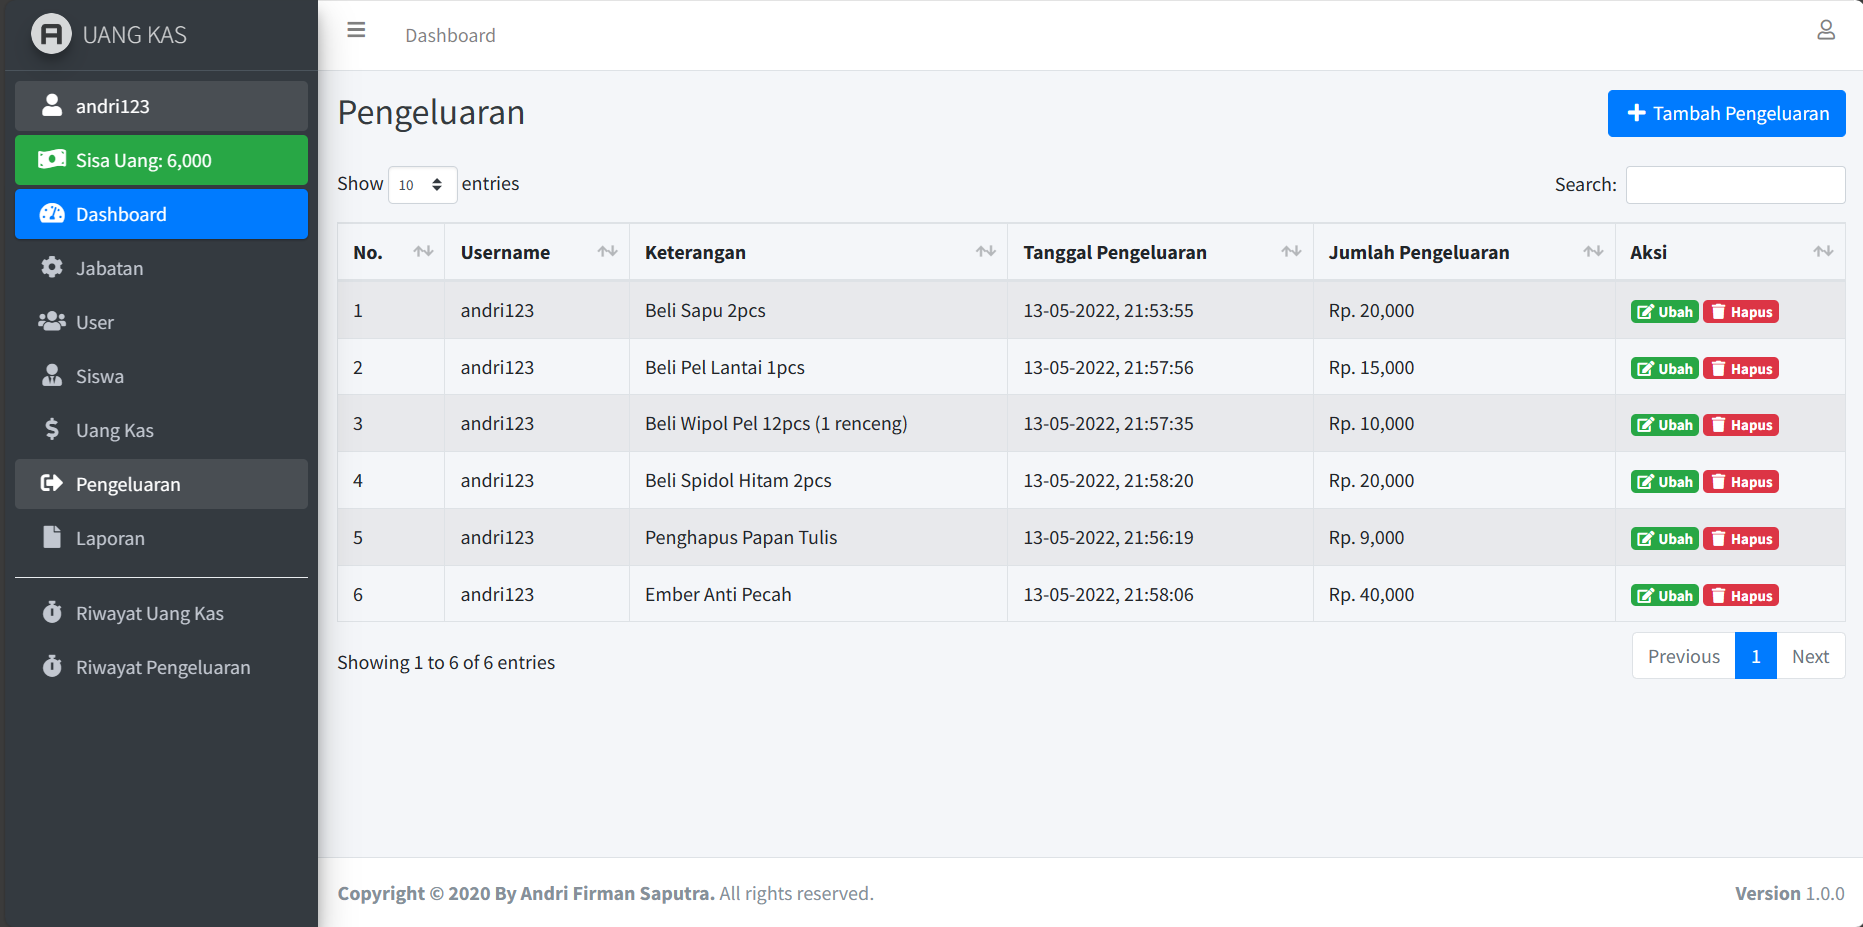 UANG KAS
Dashboard
andri123
Sisa Uang: 6,000
Dashboard
Jabatan
User
Siswa
Uang Kas
Pengeluaran
Laporan
Riwayat Uang Kas
Riwayat Pengeluaran
Pengeluaran
Tambah Pengeluaran
Show 10 entries
Search:
No. Username Keterangan Tanggal Pengeluaran Jumlah Pengeluaran Aksi
1 andri123 Beli Sapu 2pcs 13-05-2022, 21:53:55 Rp. 20,000 Ubah Hapus
2 andri123 Beli Pel Lantai 1pcs 13-05-2022, 21:57:56 Rp. 15,000 Ubah Hapus
3 andri123 Beli Wipol Pel 12pcs (1 renceng) 13-05-2022, 21:57:35 Rp. 10,000 Ubah Hapus
4 andri123 Beli Spidol Hitam 2pcs 13-05-2022, 21:58:20 Rp. 20,000 Ubah Hapus
5 andri123 Penghapus Papan Tulis 13-05-2022, 21:56:19 Rp. 9,000 Ubah Hapus
6 andri123 Ember Anti Pecah 13-05-2022, 21:58:06 Rp. 40,000 Ubah Hapus
Showing 1 to 6 of 6 entries
Previous 1 Next
Copyright © 2020 By Andri Firman Saputra. All rights reserved.
Version 1.0.0